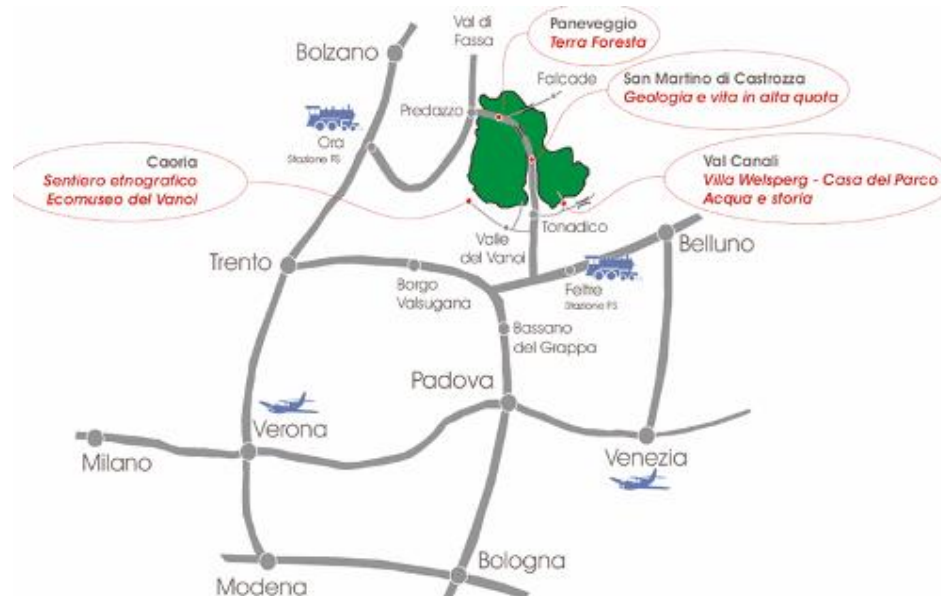 Val di
Fassa
Paneveggio
Terra Foresta
Bolzano
Falcade
San Martino di Castrozza
Geologia e vita in alta quota
Predazzo
Ora
Stazione FS
Caoria
Sentiero etnografico
Ecomuseo del Vanoi
Val Canali
Villa Welsperg - Casa del Parco
Acqua e storia
Tonadico
Valle
del Vanoi
Belluno
Trento
Borgo
Valsugana
Feltre
Stazione FS
Bassano
del Grappa
Padova
Verona
Milano
Venezia
Bologna
Modena